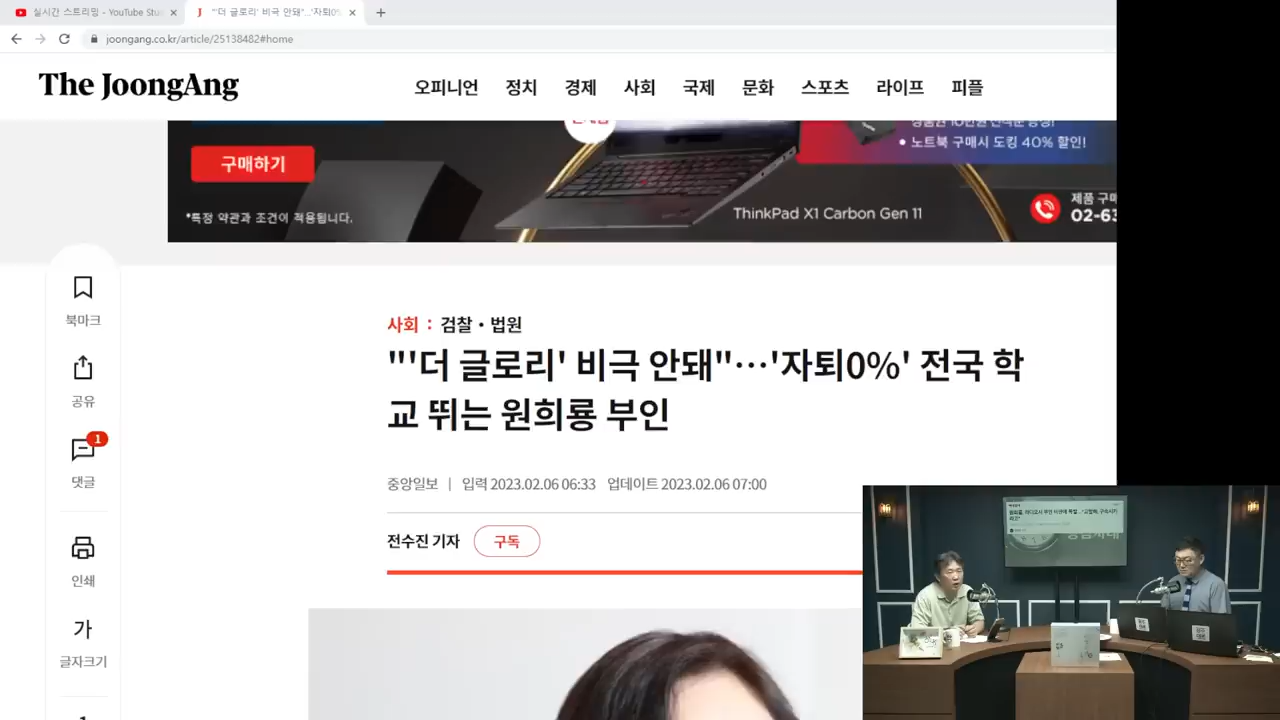 실시간 스트리밍 - YouTube Stu
"'더 글로리' 비극 안돼"…'자퇴0%
joongang.co.kr/article/25138482#home
The JoongAng
오피니언 정치 경제 사회 국제 문화 스포츠 라이프 피플
구매하기
• 노트북 구매시 도킹 40% 할인!
*특정 약관과 조건이 적용됩니다.
ThinkPad X1 Carbon Gen 11
제품 구매
02-63
북마크
공유
1
댓글
인쇄
가
글자크기
사회 : 검찰・법원
"'더 글로리' 비극 안돼"…'자퇴0%' 전국 학
교 뛰는 원희룡 부인
중앙일보 | 입력 2023.02.06 06:33 업데이트 2023.02.06 07:00
전수진 기자 구독